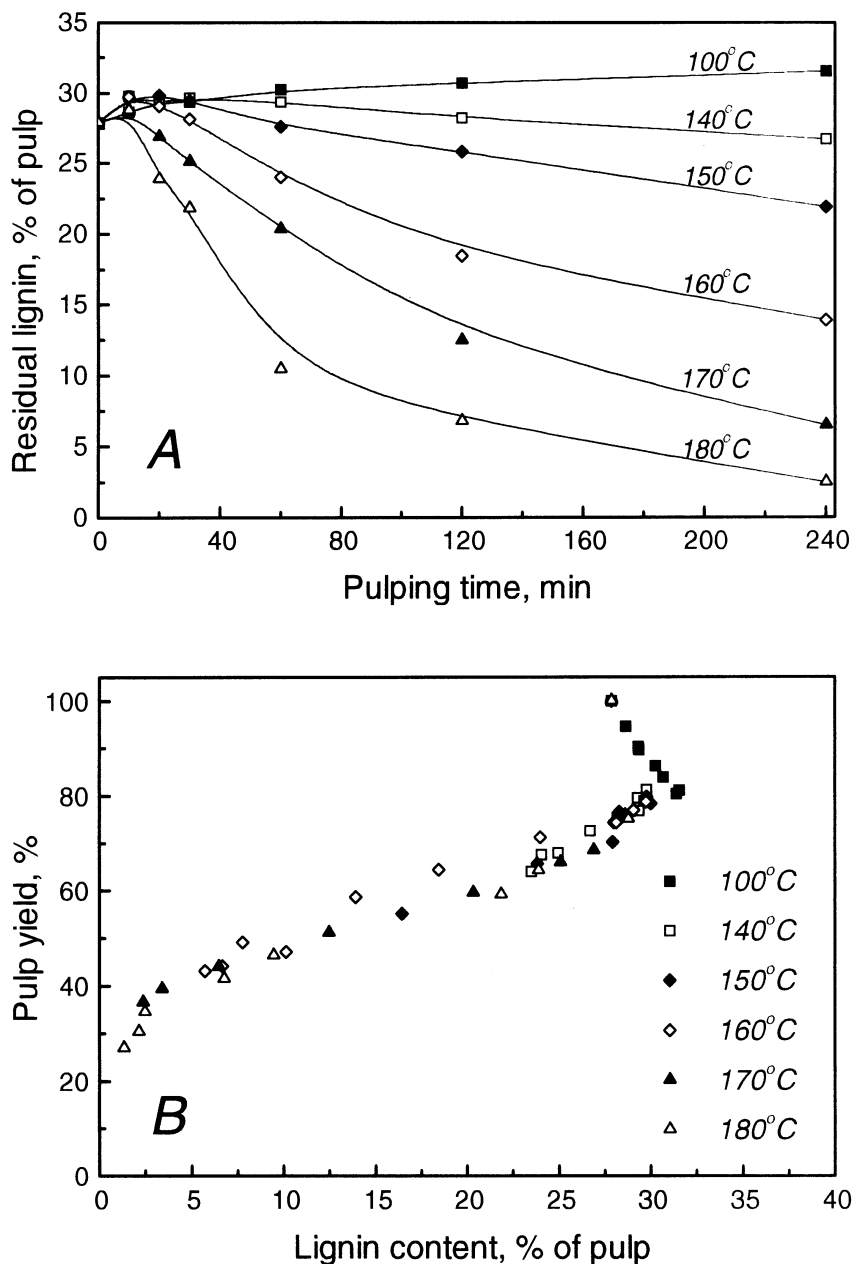 35
30
25
20
15
10
5
0
Residual lignin, % of pulp
100°C
140°C
150°C
160°C
170°C
180°C
A
0 40 80 120 160 200 240
Pulping time, min
100
80
60
40
20
0
Pulp yield, %
100°C
140°C
150°C
160°C
170°C
180°C
B
0 5 10 15 20 25 30 35 40
Lignin content, % of pulp